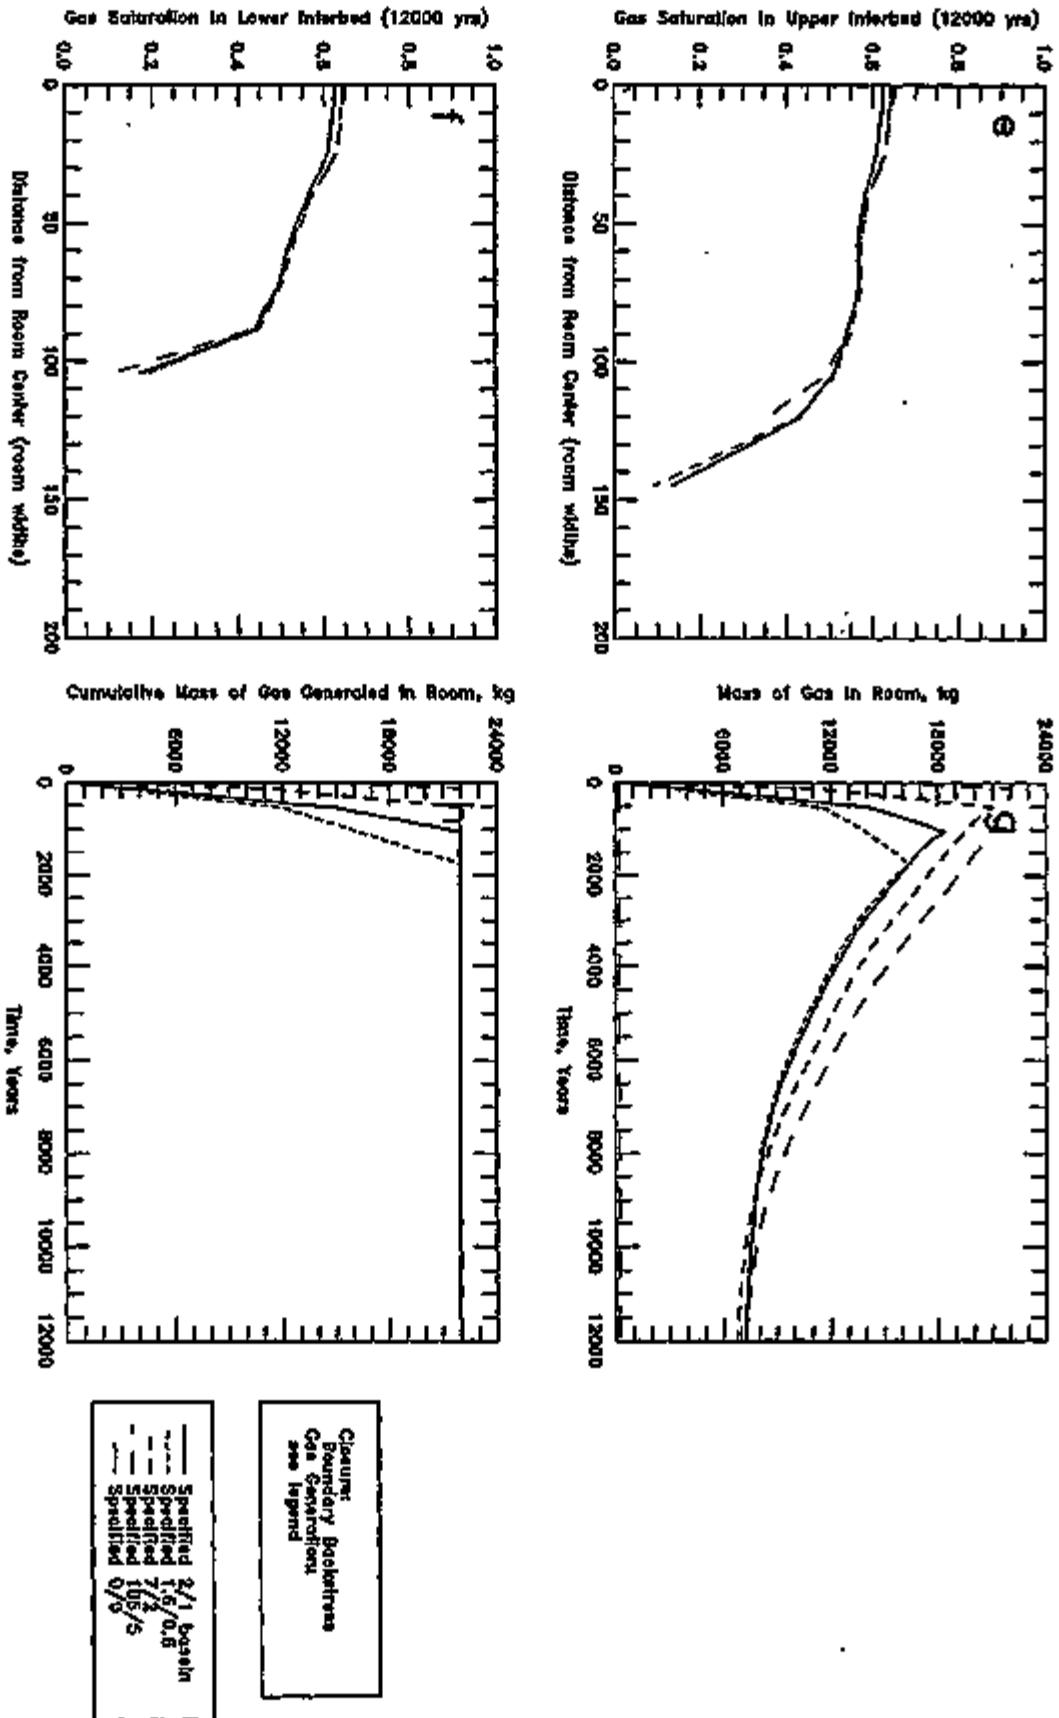 Gas Saturation in Upper Interbed (12000 yrs)
1.0
0.8
0.6
0.4
0.2
0.0
e
0
50
100
150
200
Distance from Room Center (room widths)
Mass of Gas in Room, kg
24000
18000
12000
6000
0
g
0
2000
4000
6000
8000
10000
12000
Time, Years
Gas Saturation in Lower Interbed (12000 yrs)
1.0
0.8
0.6
0.4
0.2
0.0
f
0
50
100
150
200
Distance from Room Center (room widths)
Cumulative Mass of Gas Generated in Room, kg
24000
18000
12000
6000
0
0
2000
4000
6000
8000
10000
12000
Time, Years
Closure:
Boundary Backstress
Gas Generation:
see legend
Specified 2/1 baseln
Specified 1.6/0.6
Specified 7/2
Specified
Specified 0/0